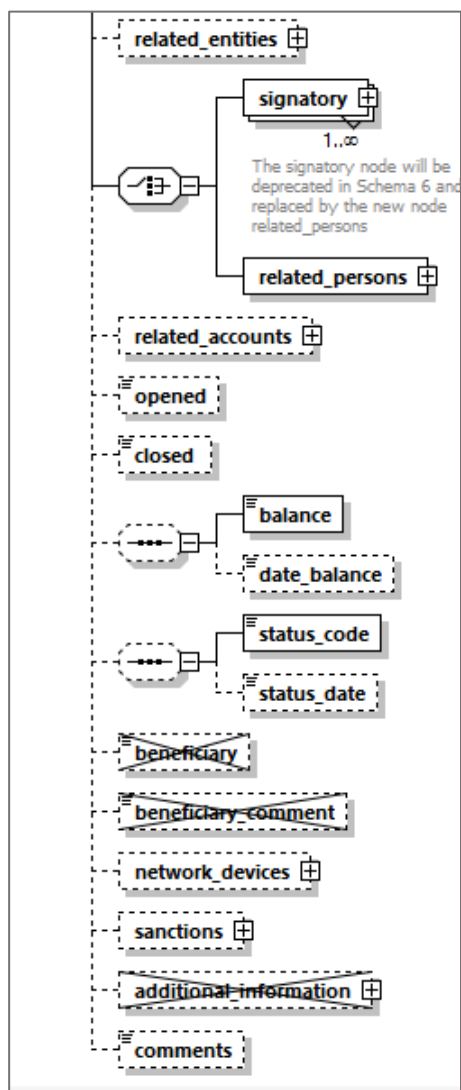 related_entities
signatory
1..∞
The signatory node will be
deprecated in Schema 6 and
replaced by the new node
related_persons
related_persons
related_accounts
opened
closed
balance
date_balance
status_code
status_date
beneficiary
beneficiary_comment
network_devices
sanctions
additional_information
comments